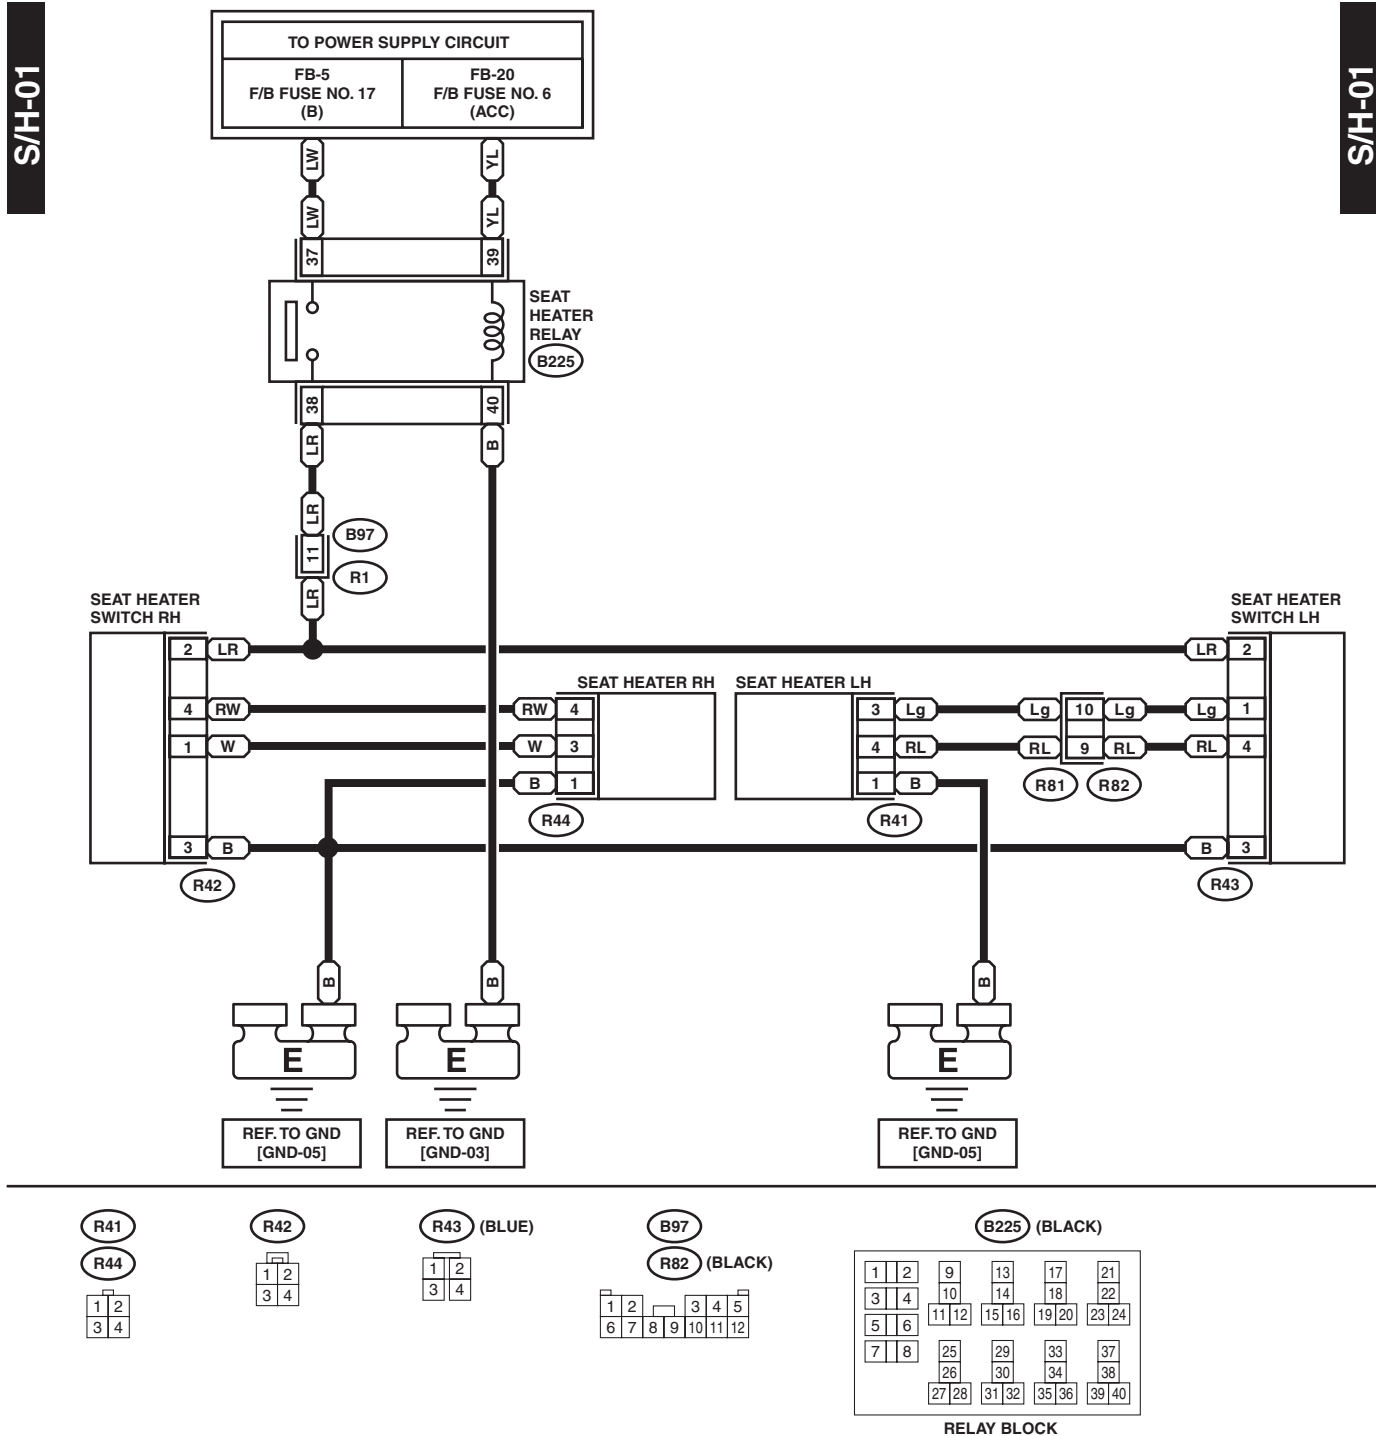 S/H-01
S/H-01
TO POWER SUPPLY CIRCUIT
FB-5
F/B FUSE NO. 17
(B)
FB-20
F/B FUSE NO. 6
(ACC)
LW
YL
LW
YL
37
39
SEAT
HEATER
RELAY
B225
38
40
LR
B
LR
B97
11
R1
LR
SEAT HEATER
SWITCH RH
SEAT HEATER
SWITCH LH
2 LR
LR 2
SEAT HEATER RH
SEAT HEATER LH
4 RW
RW 4
3 Lg
Lg 10 Lg
Lg 1
1 W
W 3
4 RL
RL 9 RL
RL 4
B 1
1 B
R81
R82
R44
R41
3 B
B 3
R42
R43
B
B
B
E
E
E
REF. TO GND
[GND-05]
REF. TO GND
[GND-03]
REF. TO GND
[GND-05]
R41
R44
1 2
3 4
R42
1 2
3 4
R43 (BLUE)
1 2
3 4
B97
R82 (BLACK)
1 2 3 4 5
6 7 8 9 10 11 12
B225 (BLACK)
1 2 9 13 17 21
3 4 10 14 18 22
11 12 15 16 19 20 23 24
5 6
7 8 25 29 33 37
26 30 34 38
27 28 31 32 35 36 39 40
RELAY BLOCK